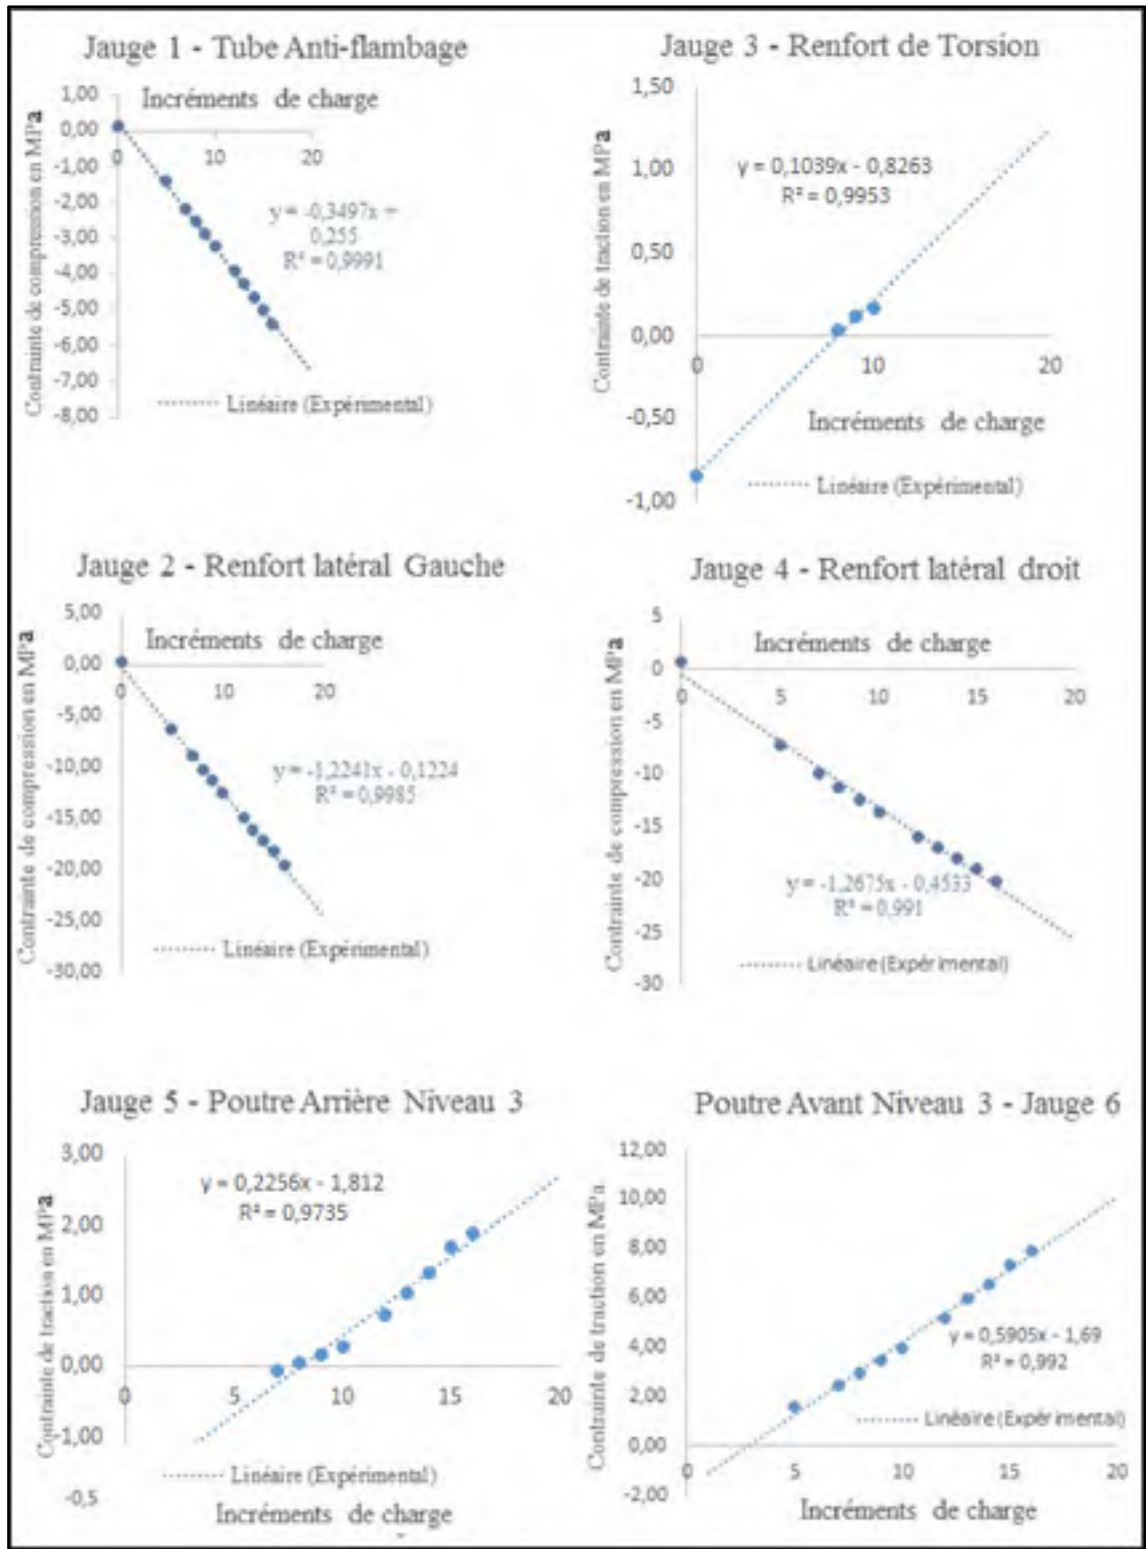 Jauge 1 - Tube Anti-flambage
Contrainte de compression en MPa
Incréments de charge
1,00
0,00
-1,00
-2,00
-3,00
-4,00
-5,00
-6,00
-7,00
-8,00
0
10
20
y = -0,3497x +
0,255
R² = 0,9991
Linéaire (Expérimental)
Jauge 3 - Renfort de Torsion
Contrainte de traction en MPa
1,50
1,00
0,50
0,00
-0,50
-1,00
0
10
20
y = 0,1039x - 0,8263
R² = 0,9953
Incréments de charge
Linéaire (Expérimental)
Jauge 2 - Renfort latéral Gauche
Contrainte de compression en MPa
Incréments de charge
5,00
0,00
-5,00
-10,00
-15,00
-20,00
-25,00
-30,00
0
10
20
y = -1,2241x - 0,1224
R² = 0,9985
Linéaire (Expérimental)
Jauge 4 - Renfort latéral droit
Contrainte de compression en MPa
Incréments de charge
5
0
-5
-10
-15
-20
-25
-30
0
5
10
15
20
y = -1,2675x - 0,4533
R² = 0,991
Linéaire (Expérimental)
Jauge 5 - Poutre Arrière Niveau 3
Contrainte de traction en MPa
3,00
2,00
1,00
0,00
-1,00
-0,5
0
5
10
15
20
y = 0,2256x - 1,812
R² = 0,9735
Linéaire (Expérimental)
Incréments de charge
Poutre Avant Niveau 3 - Jauge 6
Contrainte de traction en MPa
12,00
10,00
8,00
6,00
4,00
2,00
0,00
-2,00
0
5
10
15
20
y = 0,5905x - 1,69
R² = 0,992
Linéaire (Expérimental)
Incréments de charge